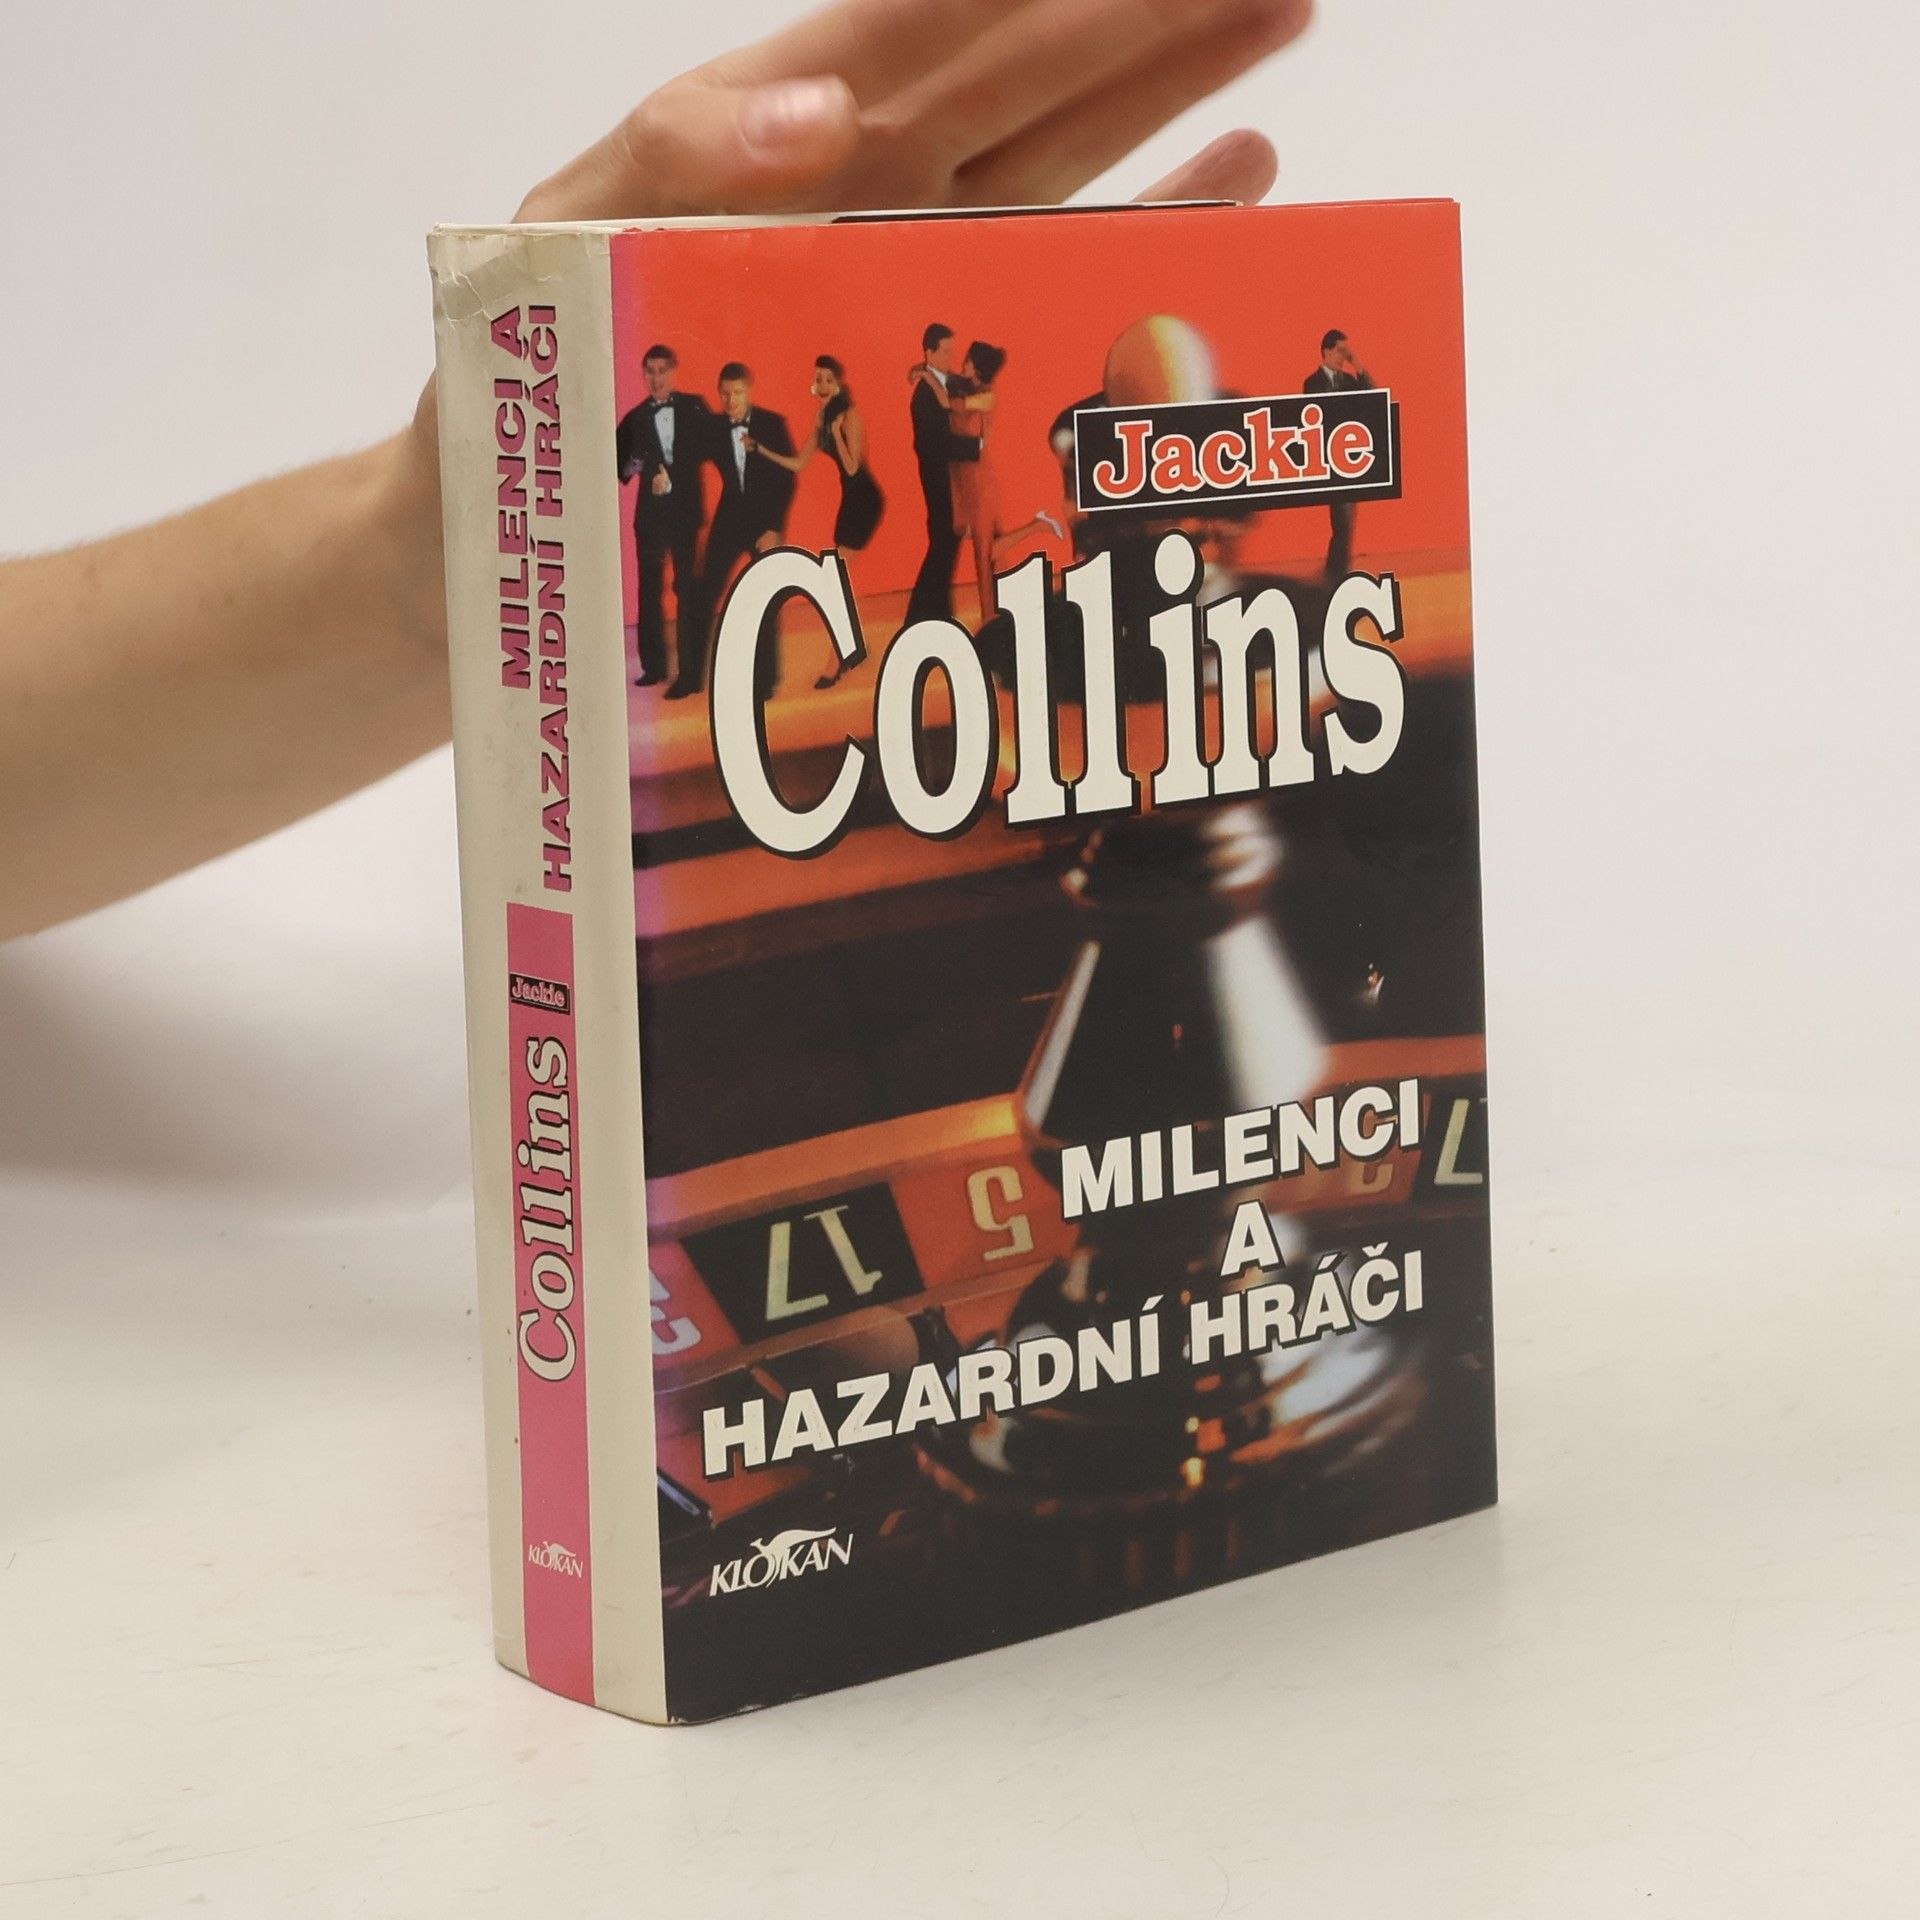 MILENCI A
HAZARDNÍ HRÁČI
Jackie
Collins
KLOKAN
Jackie
Collins
17
5
MILENCI
A
HAZARDNÍ HRÁČI
KLOKAN